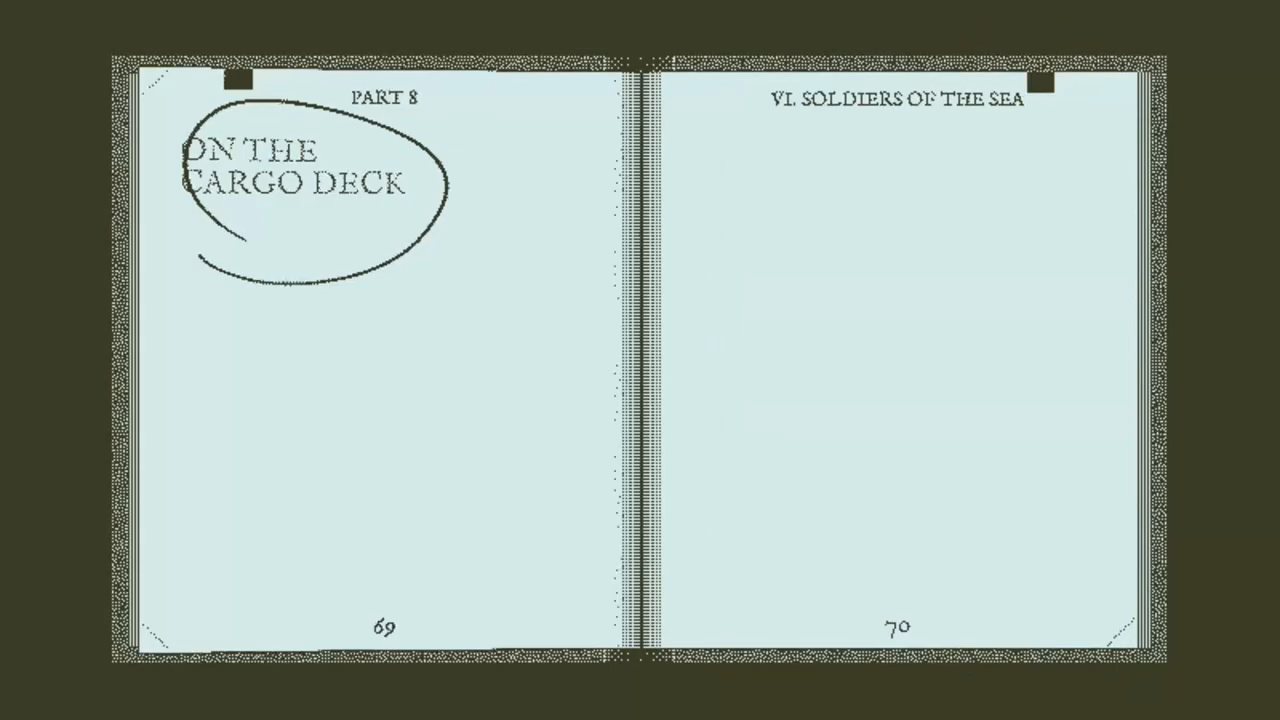 PART 8
ON THE
CARGO DECK
69
VI. SOLDIERS OF THE SEA
70